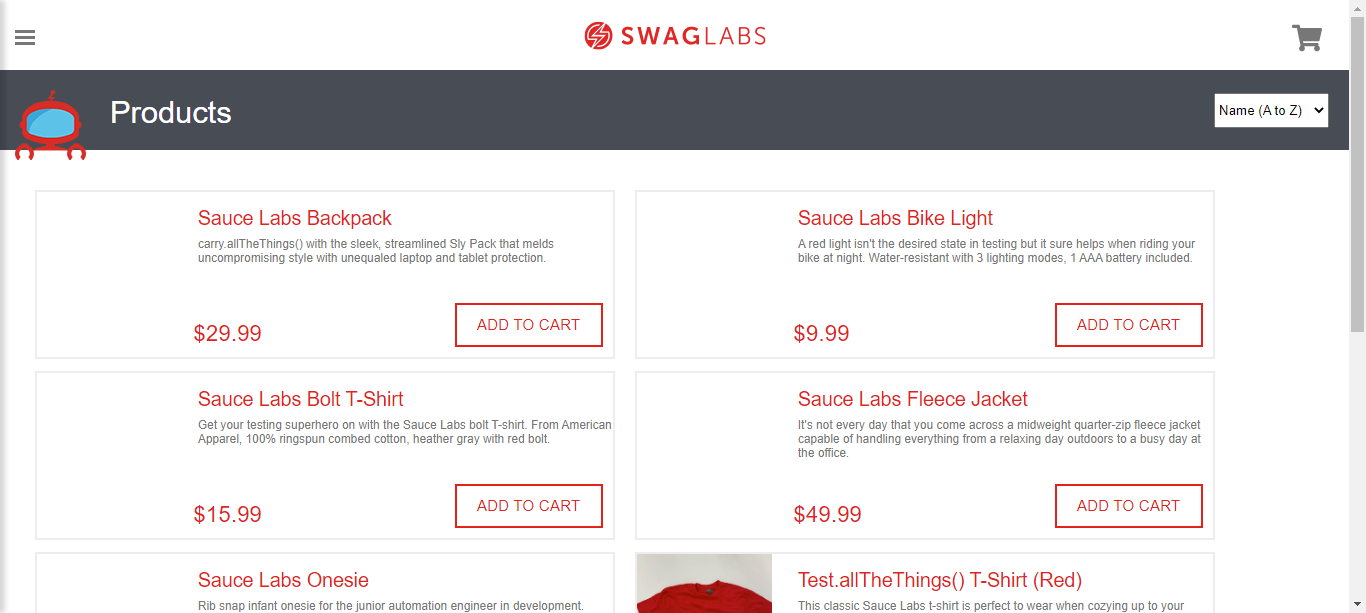 SWAGLABS
Products
Name (A to Z)
Sauce Labs Backpack
carry.allTheThings() with the sleek, streamlined Sly Pack that melds
uncompromising style with unequaled laptop and tablet protection.
$29.99
ADD TO CART
Sauce Labs Bike Light
A red light isn't the desired state in testing but it sure helps when riding your
bike at night. Water-resistant with 3 lighting modes, 1 AAA battery included.
$9.99
ADD TO CART
Sauce Labs Bolt T-Shirt
Get your testing superhero on with the Sauce Labs bolt T-shirt. From American
Apparel, 100% ringspun combed cotton, heather gray with red bolt.
$15.99
ADD TO CART
Sauce Labs Fleece Jacket
It's not every day that you come across a midweight quarter-zip fleece jacket
capable of handling everything from a relaxing day outdoors to a busy day at
the office.
$49.99
ADD TO CART
Sauce Labs Onesie
Rib snap infant onesie for the junior automation engineer in development.
Test.allTheThings() T-Shirt (Red)
This classic Sauce Labs t-shirt is perfect to wear when cozying up to your